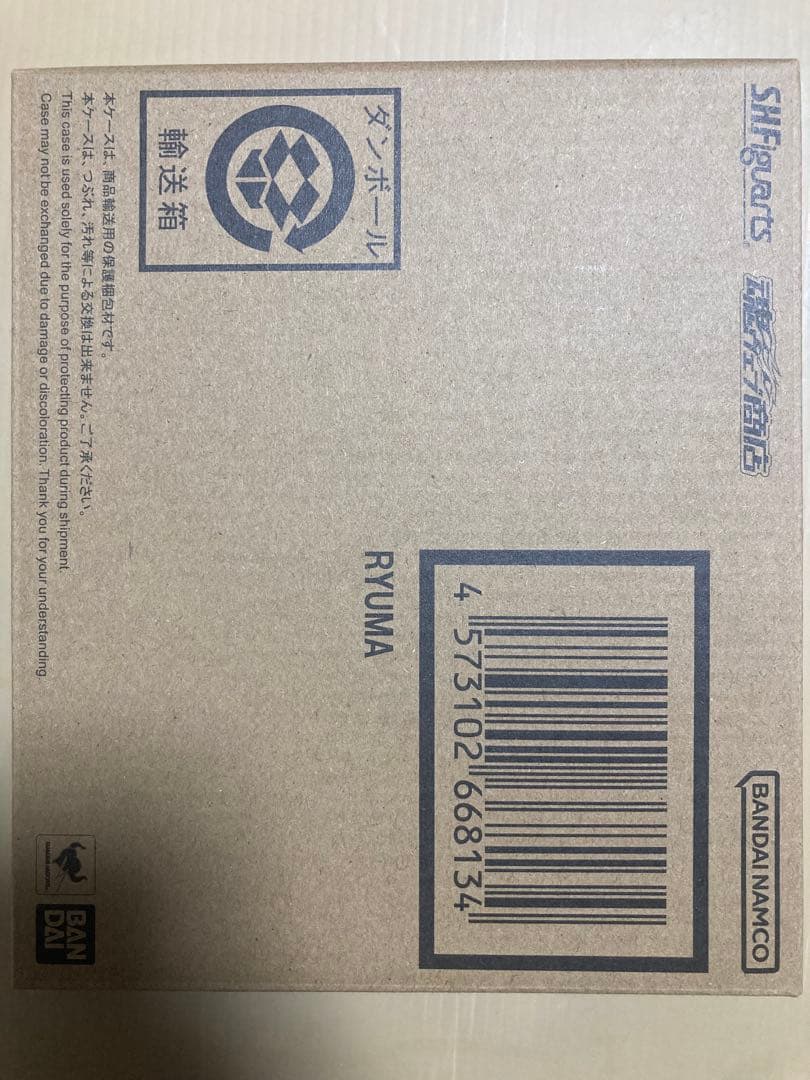 S.H.Figuarts
魂ウェブ商店
BANDAI NAMCO
4 573102 668134
RYUMA
ダンボール
輸送箱
本ケースは、商品輸送用の保護梱包材です。
本ケースは、つぶれ、汚れ等による交換は出来ません。ご了承ください。
This case is used solely for the purpose of protecting product during shipment.
Case may not be exchanged due to damage or discoloration. Thank you for your understanding.
BAN
DAI